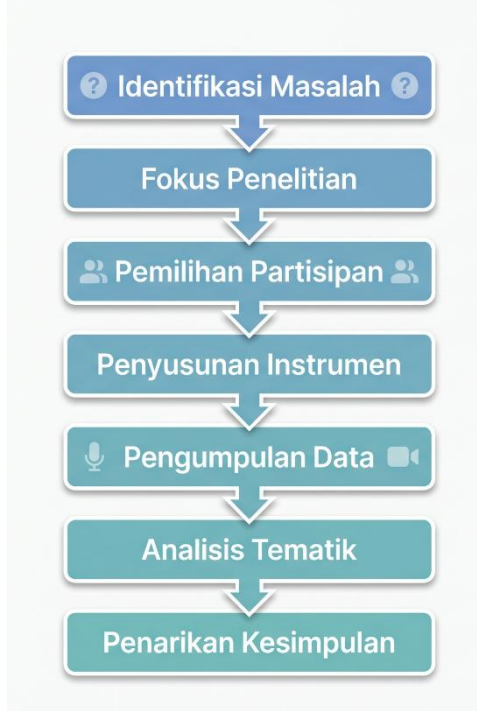 Identifikasi Masalah
Fokus Penelitian
Pemilihan Partisipan
Penyusunan Instrumen
Pengumpulan Data
Analisis Tematik
Penarikan Kesimpulan